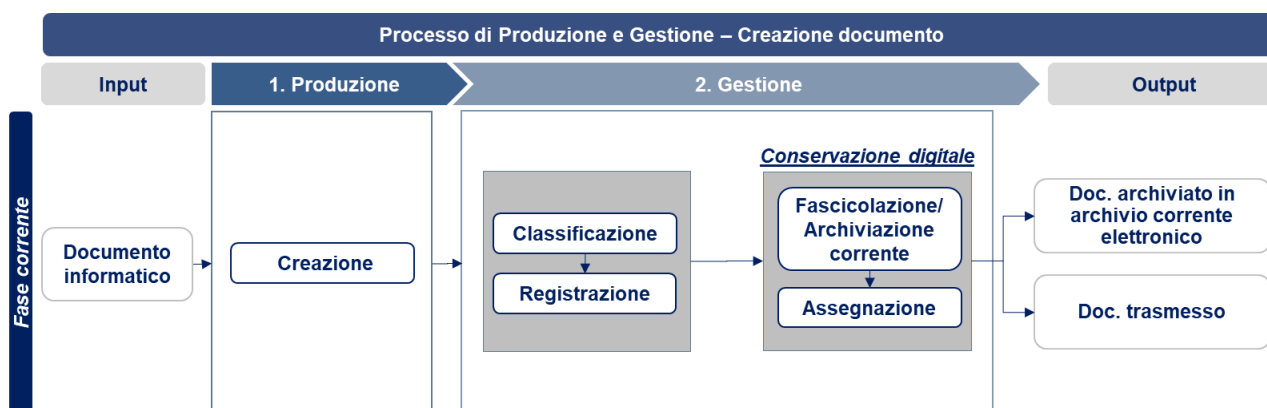 Processo di Produzione e Gestione – Creazione documento
Input
1. Produzione
2. Gestione
Output
Fase corrente
Documento
informatico
Creazione
Classificazione
Registrazione
Conservazione digitale
Fascicolazione/
Archiviazione
corrente
Assegnazione
Doc. archiviato in
archivio corrente
elettronico
Doc. trasmesso